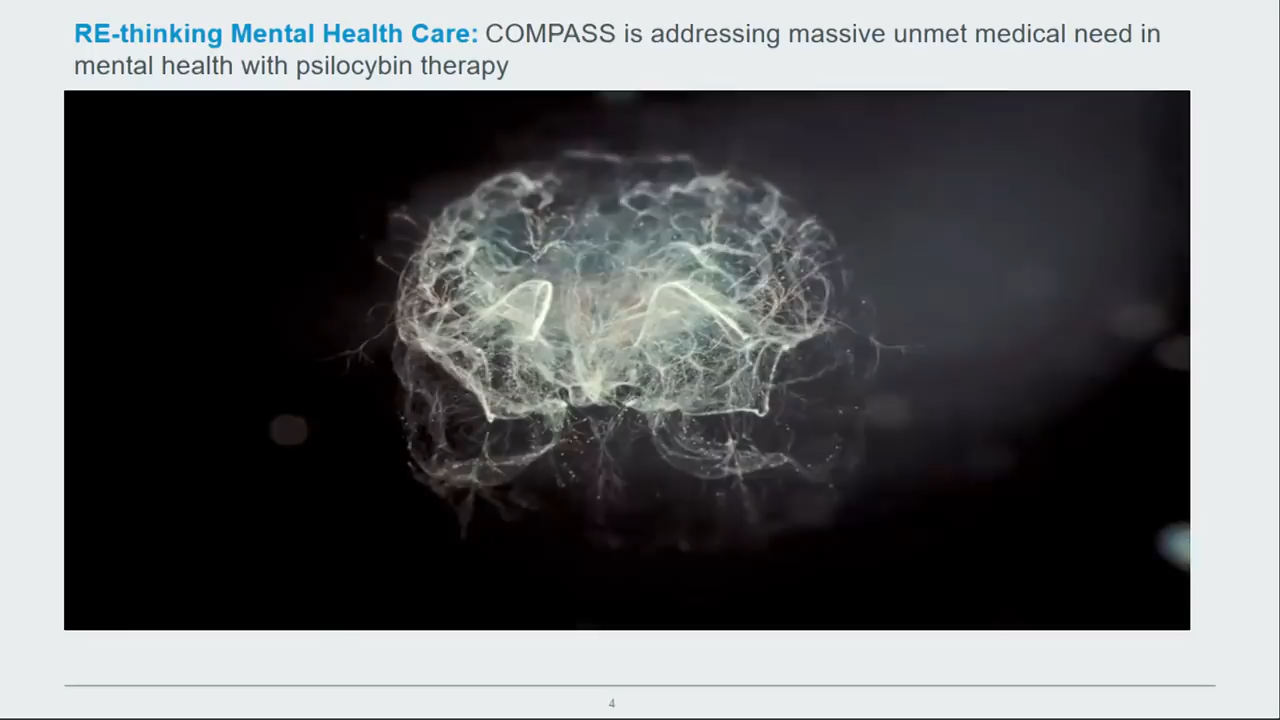 RE-thinking Mental Health Care: COMPASS is addressing massive unmet medical need in
mental health with psilocybin therapy
4